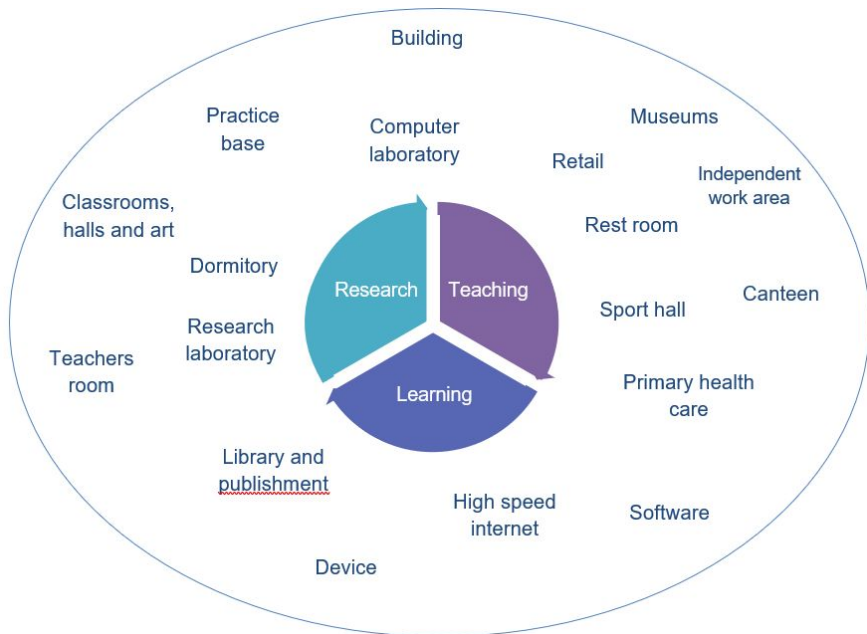 Building
Practice
base
Computer
laboratory
Museums
Retail
Independent
work area
Classrooms,
halls and art
Rest room
Dormitory
Research
Teaching
Sport hall
Canteen
Research
laboratory
Teachers
room
Learning
Primary health
care
Library and
publishment
High speed
internet
Software
Device